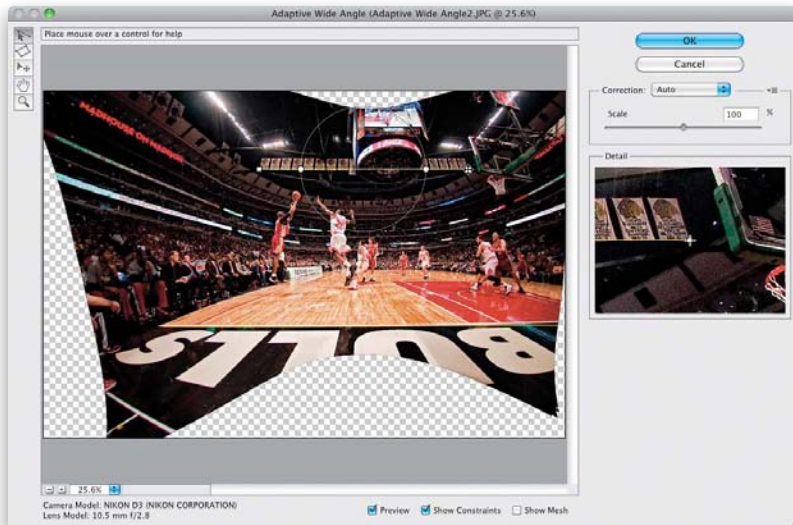 Adaptive Wide Angle (Adaptive Wide Angle2.JPG @ 25.6%)
Place mouse over a control for help
OK
Cancel
Correction: Auto
Scale 100 %
Detail
MADHOUSE ON MADISON
BULLS
25.6%
Camera Model: NIKON D3 (NIKON CORPORATION)
Lens Model: 10.5 mm f/2.8
Preview Show Constraints Show Mesh